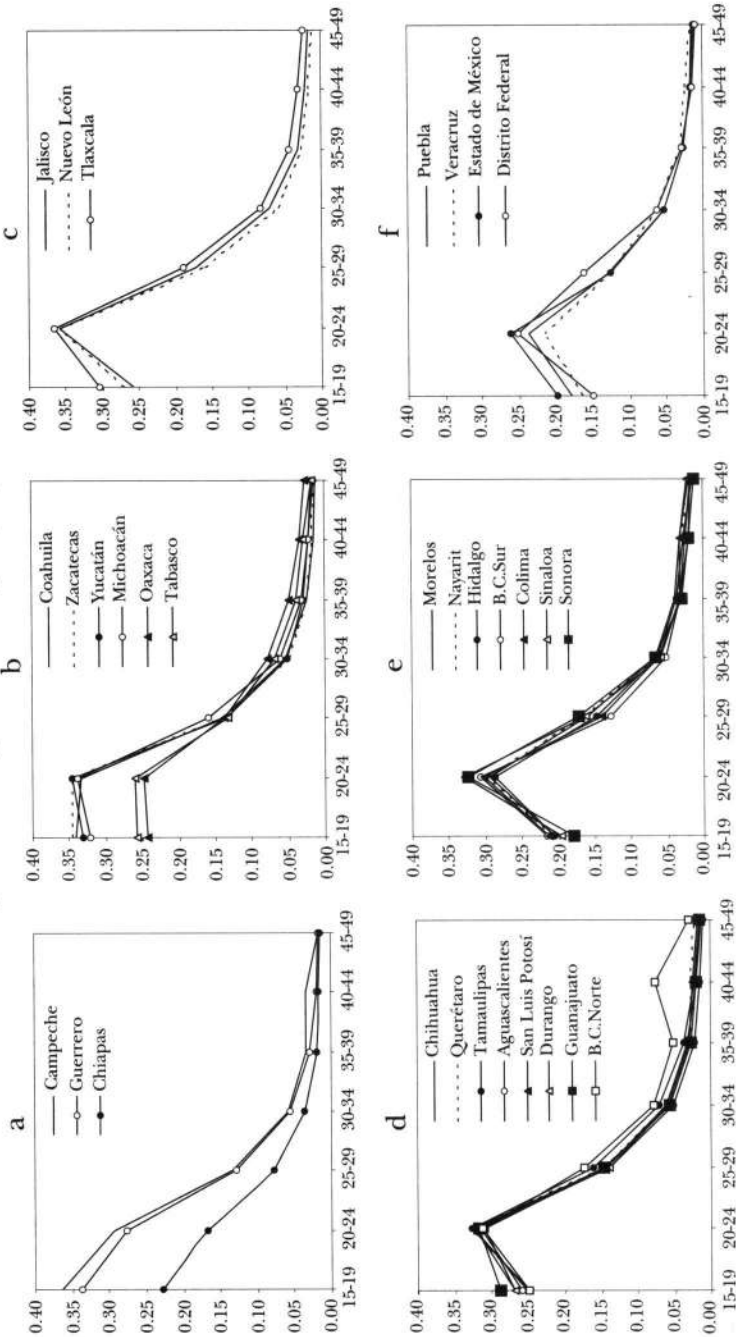 a
0.40
0.35
0.30
0.25
0.20
0.15
0.10
0.05
0.00
Campeche
Guerrero
Chiapas
15-19 20-24 25-29 30-34 35-39 40-44 45-49
b
0.40
0.35
0.30
0.25
0.20
0.15
0.10
0.05
0.00
Coahuila
Zacatecas
Yucatán
Michoacán
Oaxaca
Tabasco
15-19 20-24 25-29 30-34 35-39 40-44 45-49
c
0.40
0.35
0.30
0.25
0.20
0.15
0.10
0.05
0.00
Jalisco
Nuevo León
Tlaxcala
15-19 20-24 25-29 30-34 35-39 40-44 45-49
d
0.40
0.35
0.30
0.25
0.20
0.15
0.10
0.05
0.00
Chihuahua
Querétaro
Tamaulipas
Aguascalientes
San Luis Potosí
Durango
Guanajuato
B.C.Norte
15-19 20-24 25-29 30-34 35-39 40-44 45-49
e
0.40
0.35
0.30
0.25
0.20
0.15
0.10
0.05
0.00
Morelos
Nayarit
Hidalgo
B.C.Sur
Colima
Sinaloa
Sonora
15-19 20-24 25-29 30-34 35-39 40-44 45-49
f
0.40
0.35
0.30
0.25
0.20
0.15
0.10
0.05
0.00
Puebla
Veracruz
Estado de México
Distrito Federal
15-19 20-24 25-29 30-34 35-39 40-44 45-49